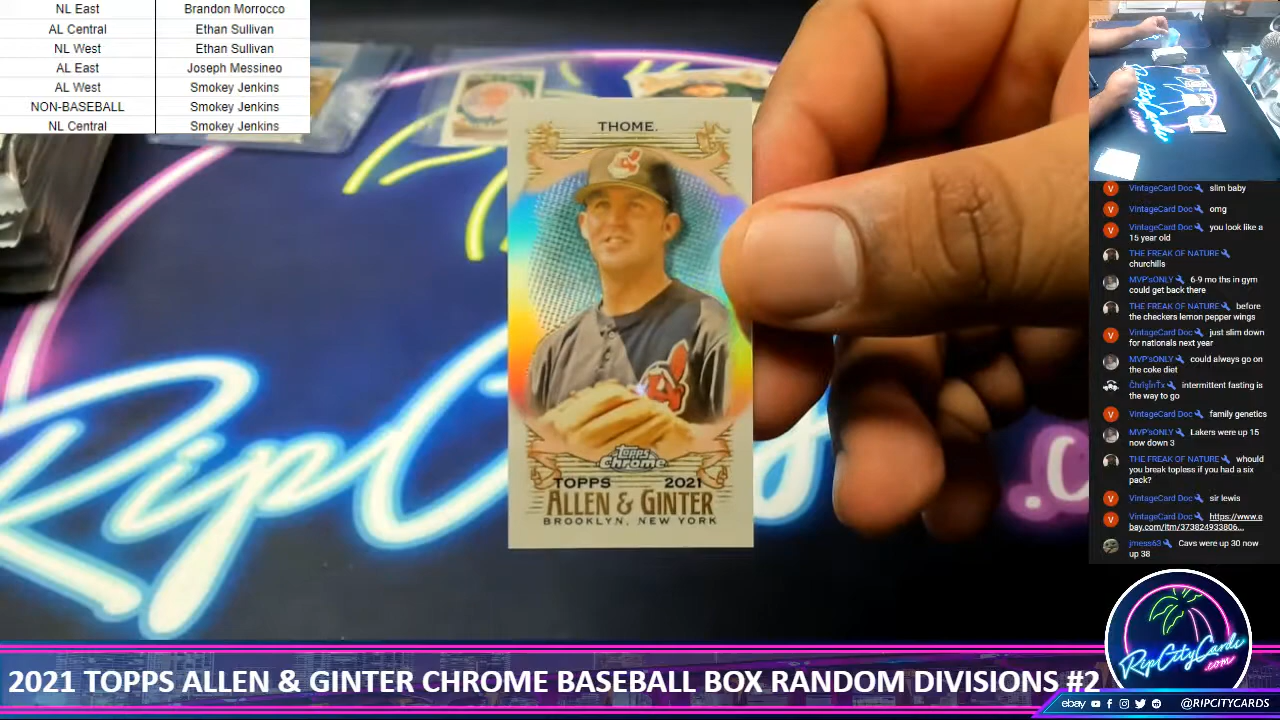 NL East Brandon Morrocco
AL Central Ethan Sullivan
NL West Ethan Sullivan
AL East Joseph Messineo
AL West Smokey Jenkins
NON-BASEBALL Smokey Jenkins
NL Central Smokey Jenkins
THOME.
TOPPS
Chrome
TOPPS 2021
ALLEN & GINTER
BROOKLYN, NEW YORK
V VintageCard Doc slim baby
V VintageCard Doc omg
V VintageCard Doc you look like a
15 year old
THE FREAK OF NATURE
churchills
MVP'sONLY 6-9 mo ths in gym
could get back there
THE FREAK OF NATURE before
the checkers lemon pepper wings
V VintageCard Doc just slim down
for nationals next year
MVP'sONLY could always go on
the coke diet
intermittent fasting is
the way to go
V VintageCard Doc family genetics
MVP'sONLY Lakers were up 15
now down 3
THE FREAK OF NATURE whould
you break topless if you had a six
pack?
V VintageCard Doc sir lewis
V VintageCard Doc https://www.e
bay.com/itm/373824933806...
jmess63 Cavs were up 30 now
up 38
RipCityCards
.com
2021 TOPPS ALLEN & GINTER CHROME BASEBALL BOX RANDOM DIVISIONS #2
ebay @RIPCITYCARDS